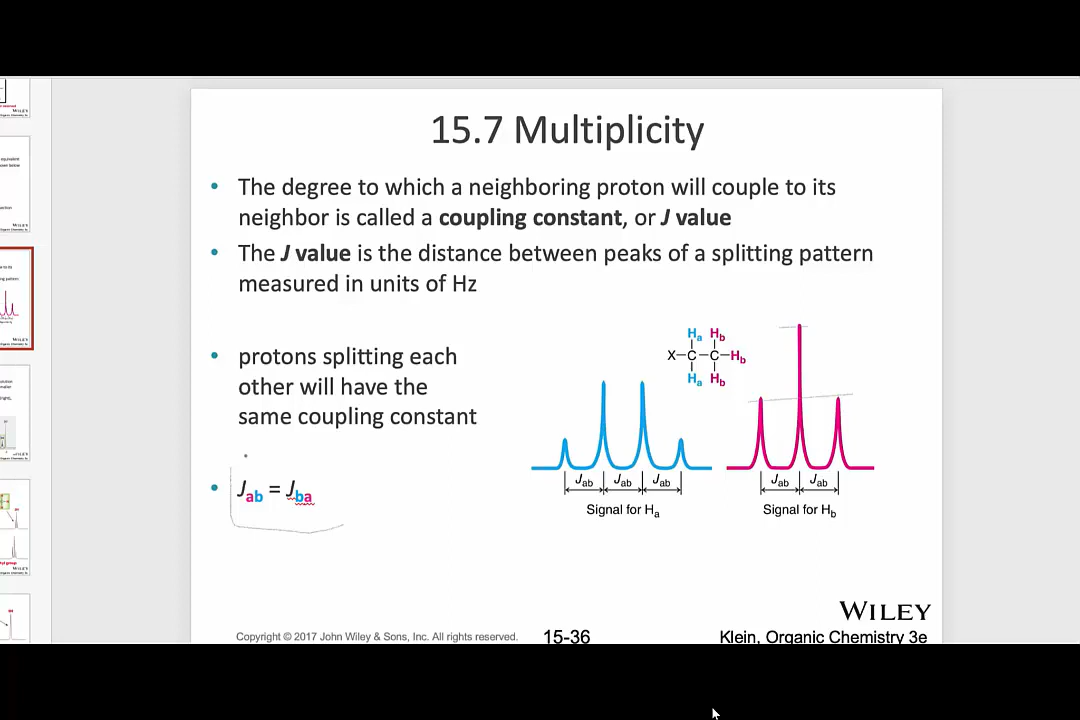 15.7 Multiplicity
• The degree to which a neighboring proton will couple to its
neighbor is called a coupling constant, or J value
• The J value is the distance between peaks of a splitting pattern
measured in units of Hz
• protons splitting each
other will have the
same coupling constant
• Jab = Jba
Ha Hb
X–C–C–Hb
Ha Hb
Jab Jab Jab
Signal for Ha
Jab Jab
Signal for Hb
WILEY
Copyright © 2017 John Wiley & Sons, Inc. All rights reserved.
15-36
Klein, Organic Chemistry 3e